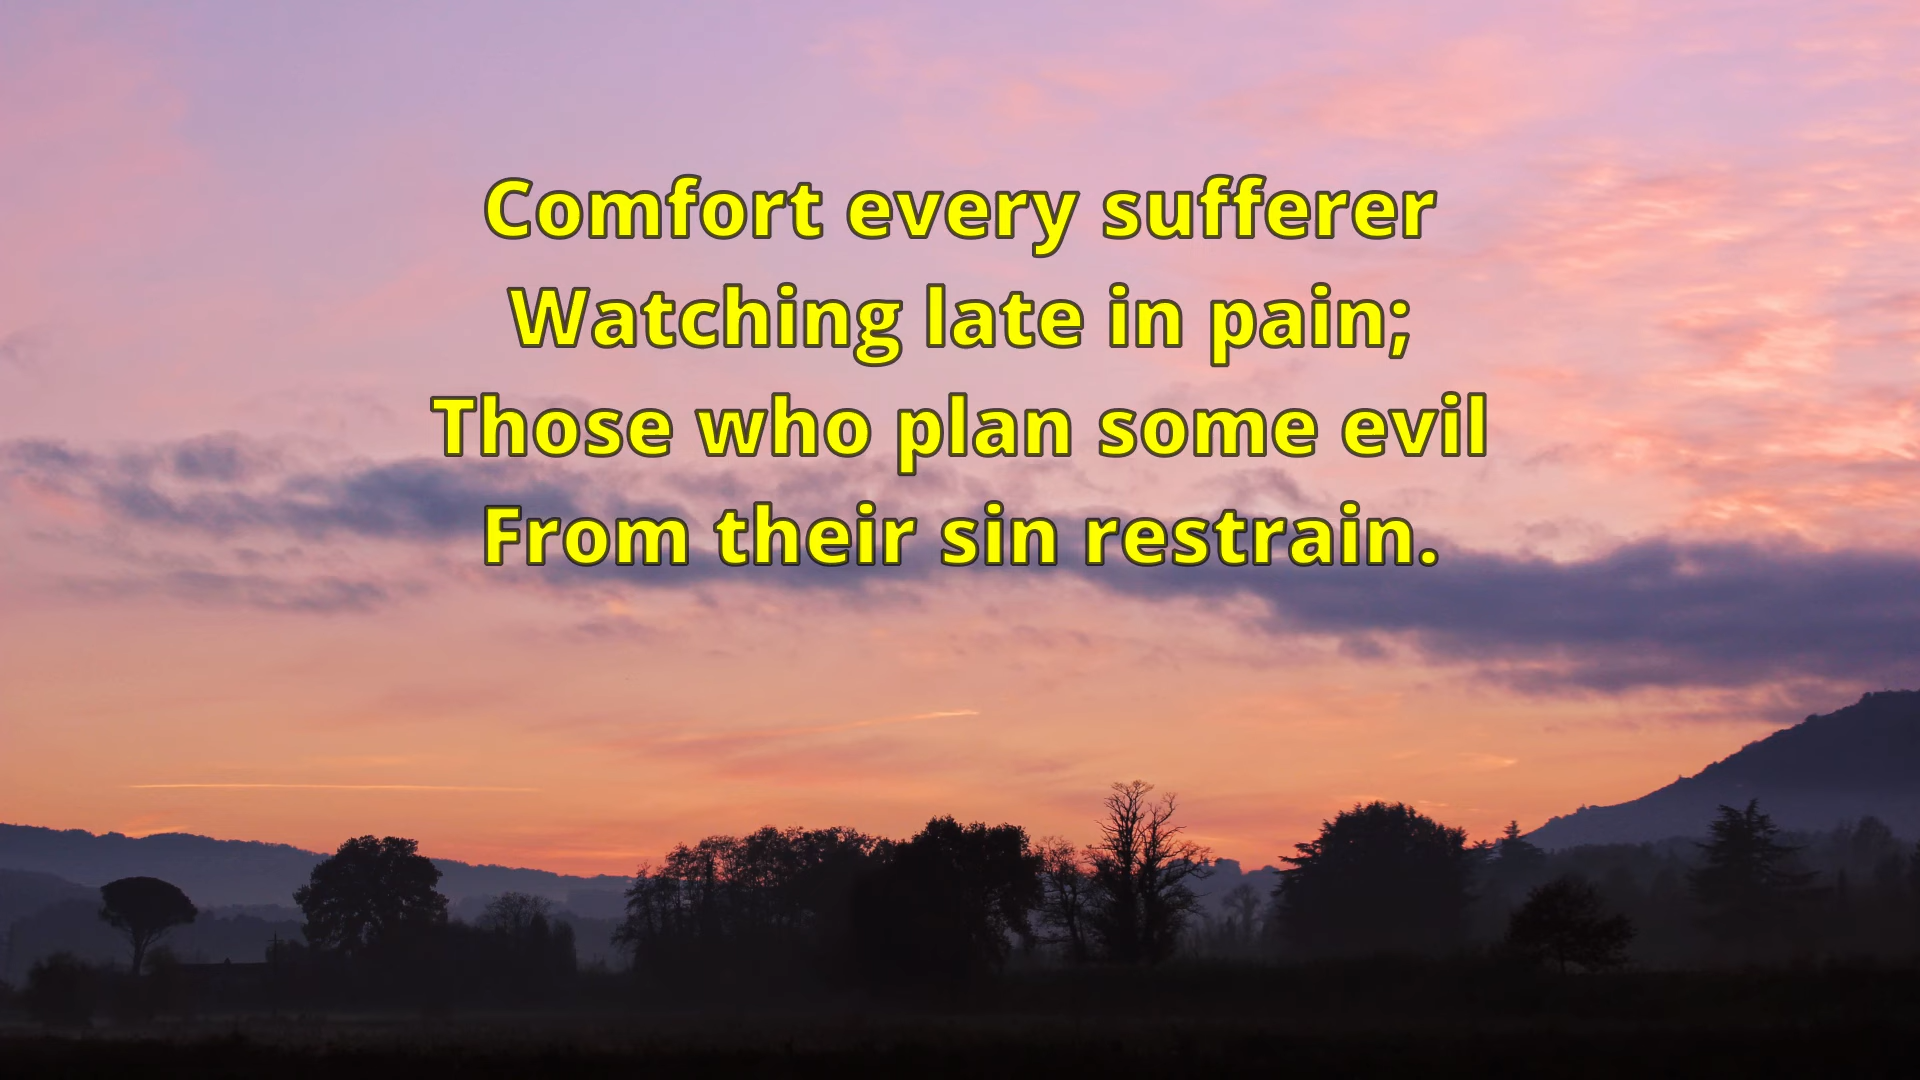 Comfort every sufferer
Watching late in pain;
Those who plan some evil
From their sin restrain.